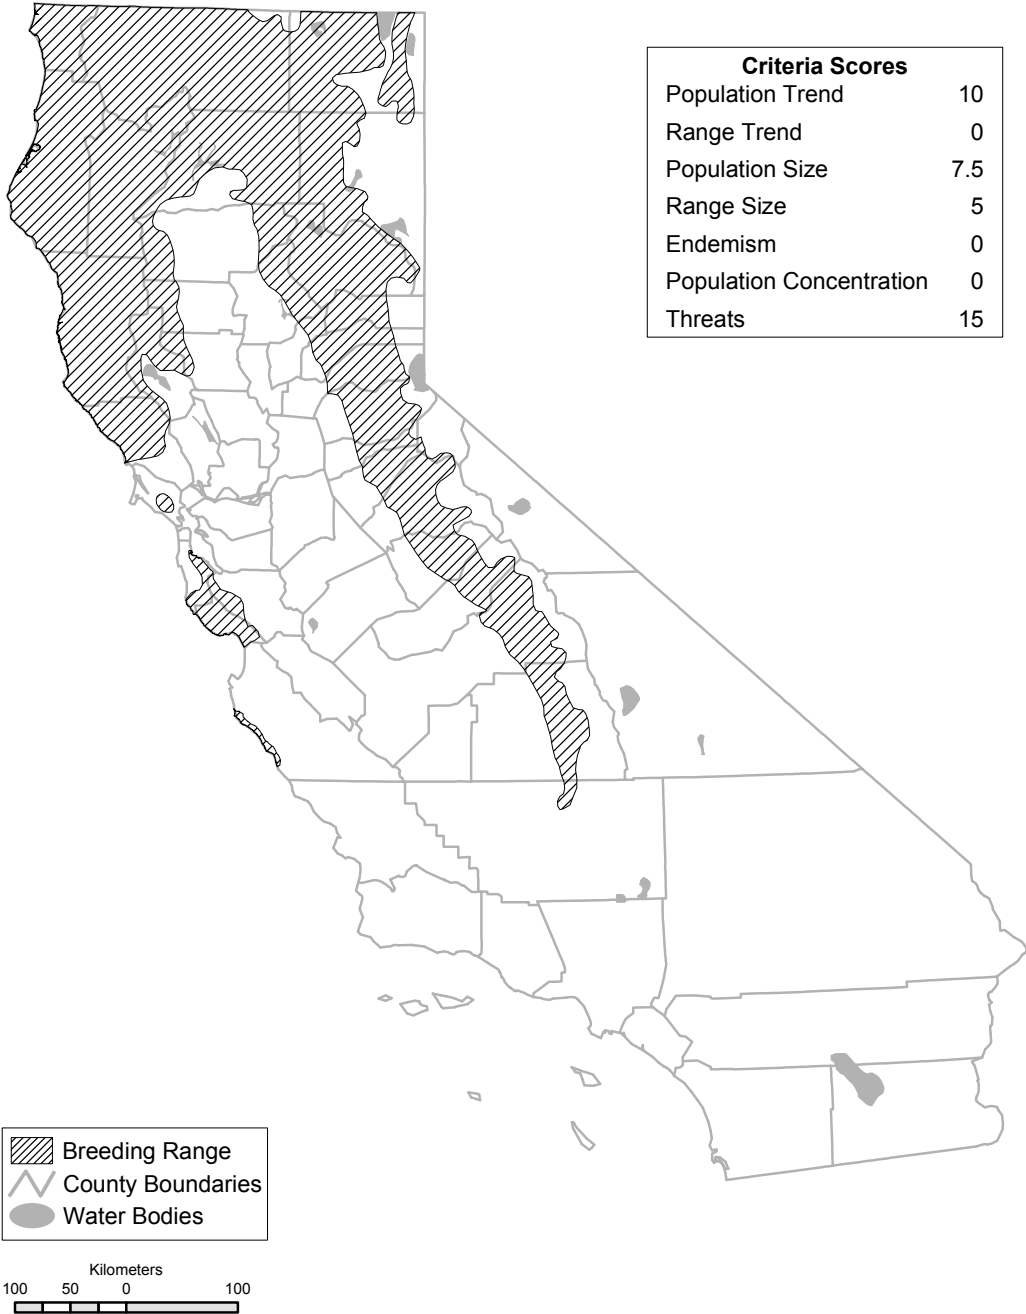 Criteria Scores
Population Trend 10
Range Trend 0
Population Size 7.5
Range Size 5
Endemism 0
Population Concentration 0
Threats 15
Breeding Range
County Boundaries
Water Bodies
Kilometers
100 50 0 100